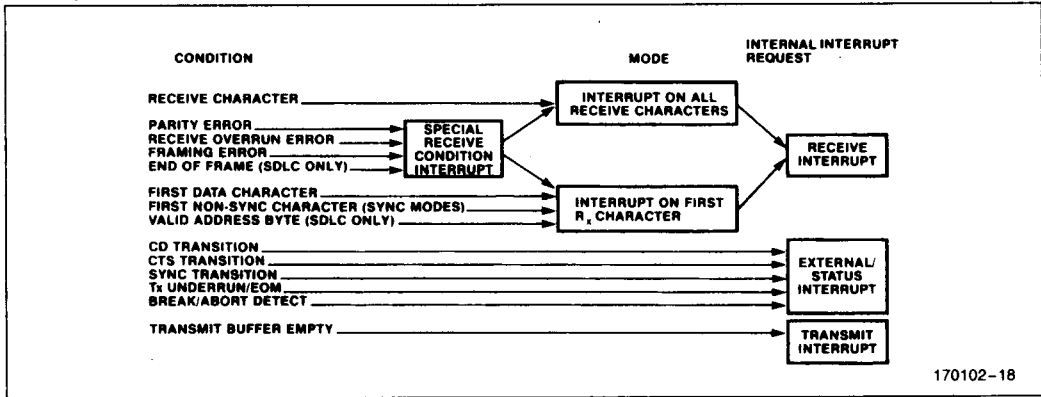 CONDITION
MODE
INTERNAL INTERRUPT
REQUEST
RECEIVE CHARACTER
INTERRUPT ON ALL
RECEIVE CHARACTERS
PARITY ERROR
RECEIVE OVERRUN ERROR
FRAMING ERROR
END OF FRAME (SDLC ONLY)
SPECIAL
RECEIVE
CONDITION
INTERRUPT
RECEIVE
INTERRUPT
FIRST DATA CHARACTER
FIRST NON-SYNC CHARACTER (SYNC MODES)
VALID ADDRESS BYTE (SDLC ONLY)
INTERRUPT ON FIRST
Rx CHARACTER
CD TRANSITION
CTS TRANSITION
SYNC TRANSITION
Tx UNDERRUN/EOM
BREAK/ABORT DETECT
EXTERNAL/
STATUS
INTERRUPT
TRANSMIT BUFFER EMPTY
TRANSMIT
INTERRUPT
170102-18